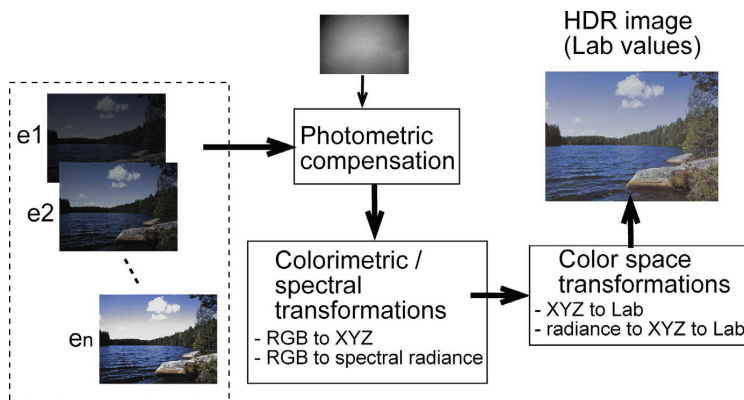 HDR image
(Lab values)
e1
e2
en
Photometric
compensation
Colorimetric /
spectral
transformations
- RGB to XYZ
- RGB to spectral radiance
Color space
transformations
- XYZ to Lab
- radiance to XYZ to Lab